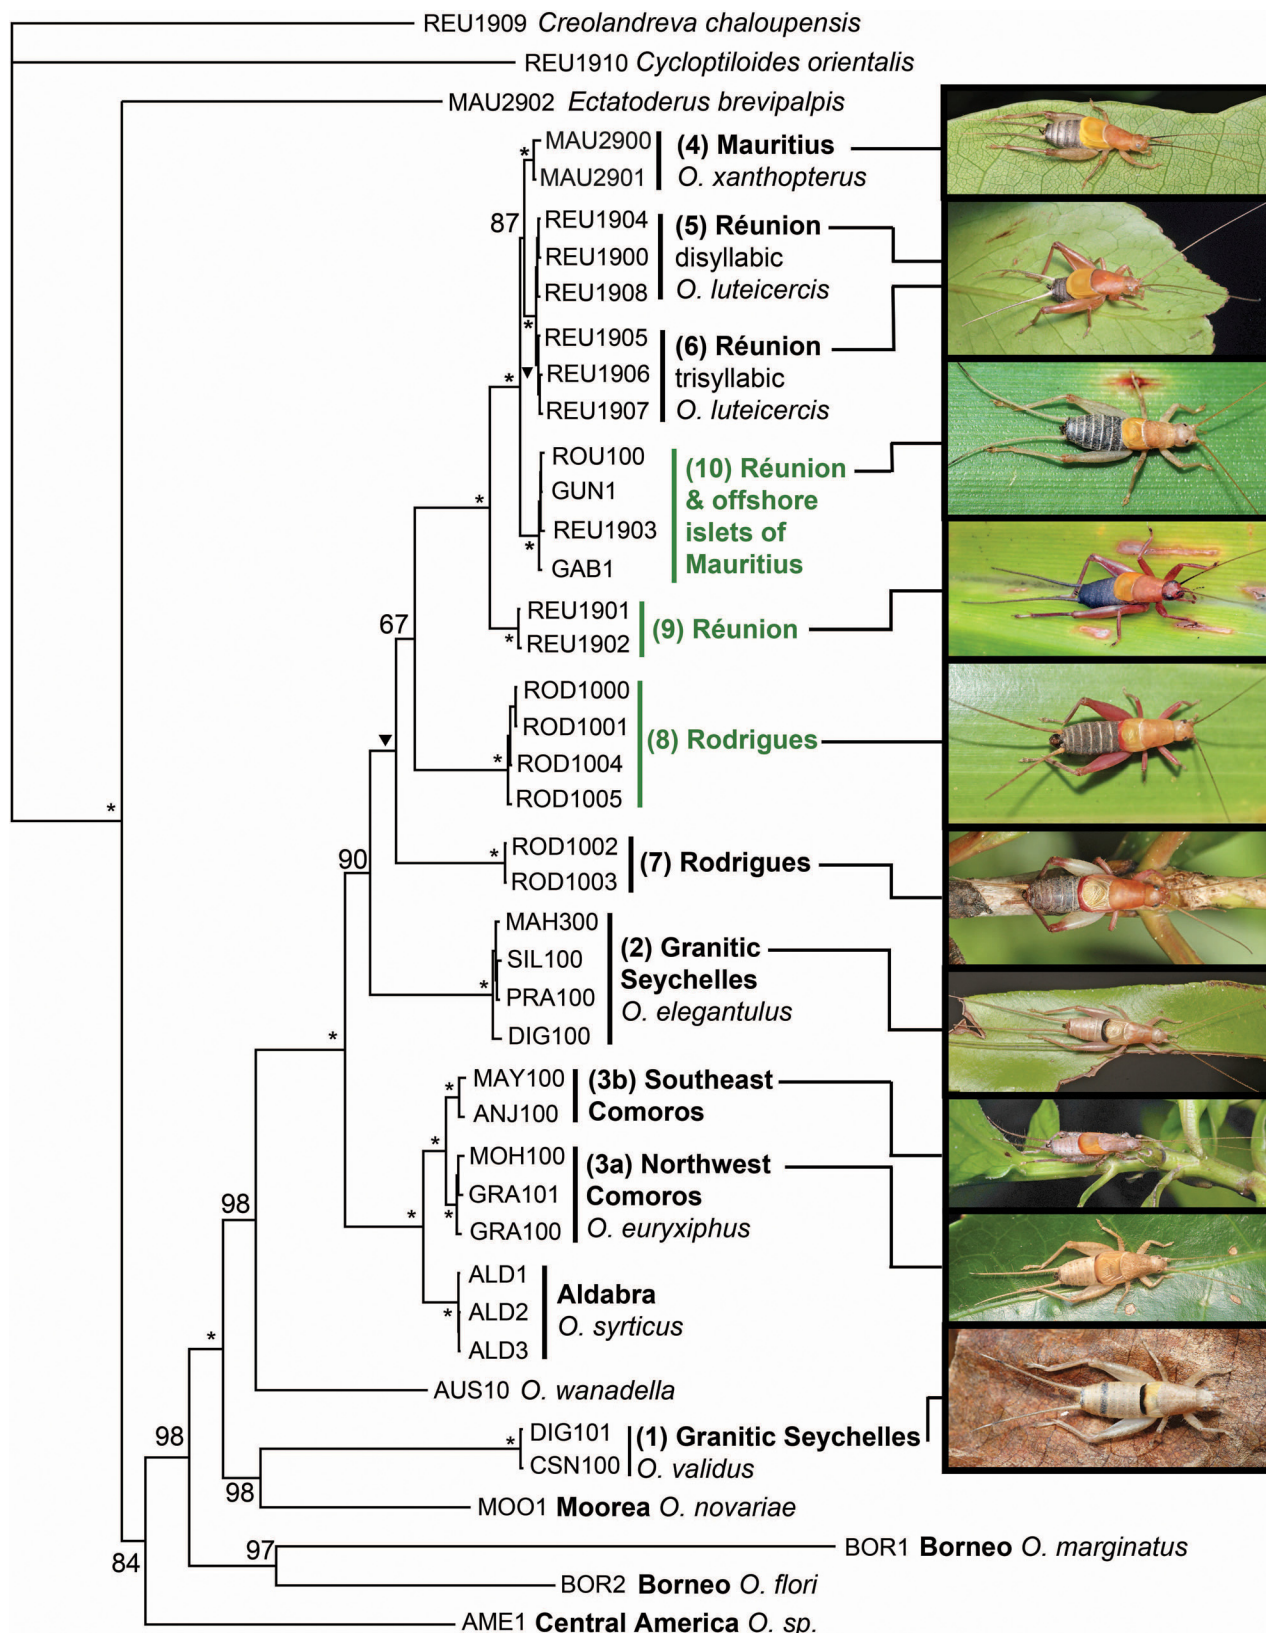 REU1909 Creolandreva chaloupensis
REU1910 Cycloptiloides orientalis
MAU2902 Ectatoderus brevipalpis
*
MAU2900
MAU2901
(4) Mauritius
O. xanthopterus
87
REU1904
REU1900
REU1908
(5) Réunion
disyllabic
O. luteicercis
*
REU1905
REU1906
REU1907
(6) Réunion
trisyllabic
O. luteicercis
*
ROU100
GUN1
REU1903
GAB1
(10) Réunion
& offshore
islets of
Mauritius
*
*
REU1901
REU1902
(9) Réunion
*
67
ROD1000
ROD1001
ROD1004
ROD1005
(8) Rodrigues
*
*
90
ROD1002
ROD1003
(7) Rodrigues
*
MAH300
SIL100
PRA100
DIG100
(2) Granitic
Seychelles
O. elegantulus
*
*
MAY100
ANJ100
(3b) Southeast
Comoros
*
*
MOH100
GRA101
GRA100
(3a) Northwest
Comoros
O. euryxiphus
*
*
98
ALD1
ALD2
ALD3
Aldabra
O. syrticus
*
*
AUS10 O. wanadella
98
DIG101
CSN100
(1) Granitic Seychelles
O. validus
*
98
MOO1 Moorea O. novariae
97
BOR1 Borneo O. marginatus
84
BOR2 Borneo O. flori
AME1 Central America O. sp.